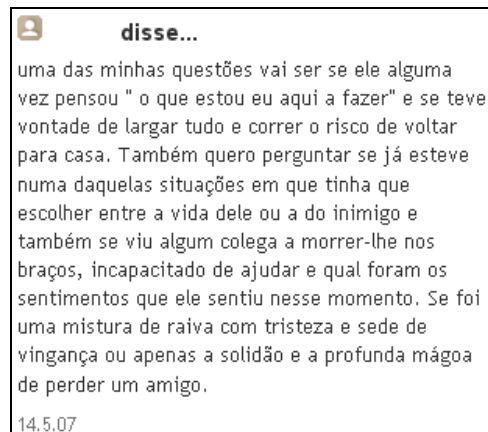 disse...
uma das minhas questões vai ser se ele alguma
vez pensou " o que estou eu aqui a fazer" e se teve
vontade de largar tudo e correr o risco de voltar
para casa. Também quero perguntar se já esteve
numa daquelas situações em que tinha que
escolher entre a vida dele ou a do inimigo e
também se viu algum colega a morrer-lhe nos
braços, incapacitado de ajudar e qual foram os
sentimentos que ele sentiu nesse momento. Se foi
uma mistura de raiva com tristeza e sede de
vingança ou apenas a solidão e a profunda mágoa
de perder um amigo.
14.5.07